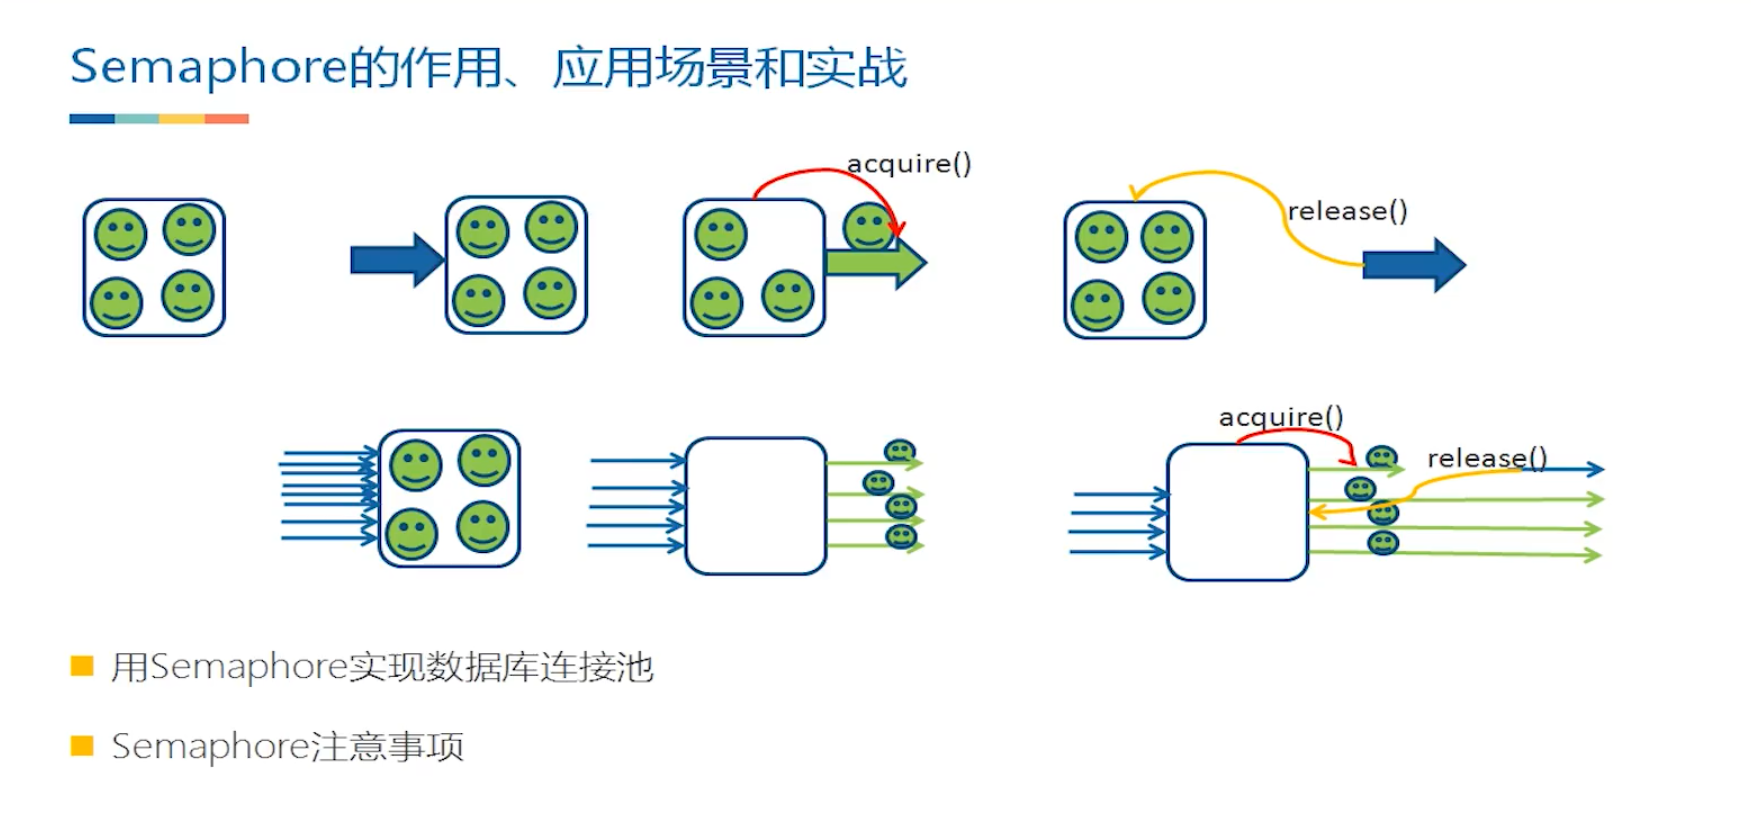 Semaphore的作用、应用场景和实战
acquire()
release()
acquire()
release()
用Semaphore实现数据库连接池
Semaphore注意事项